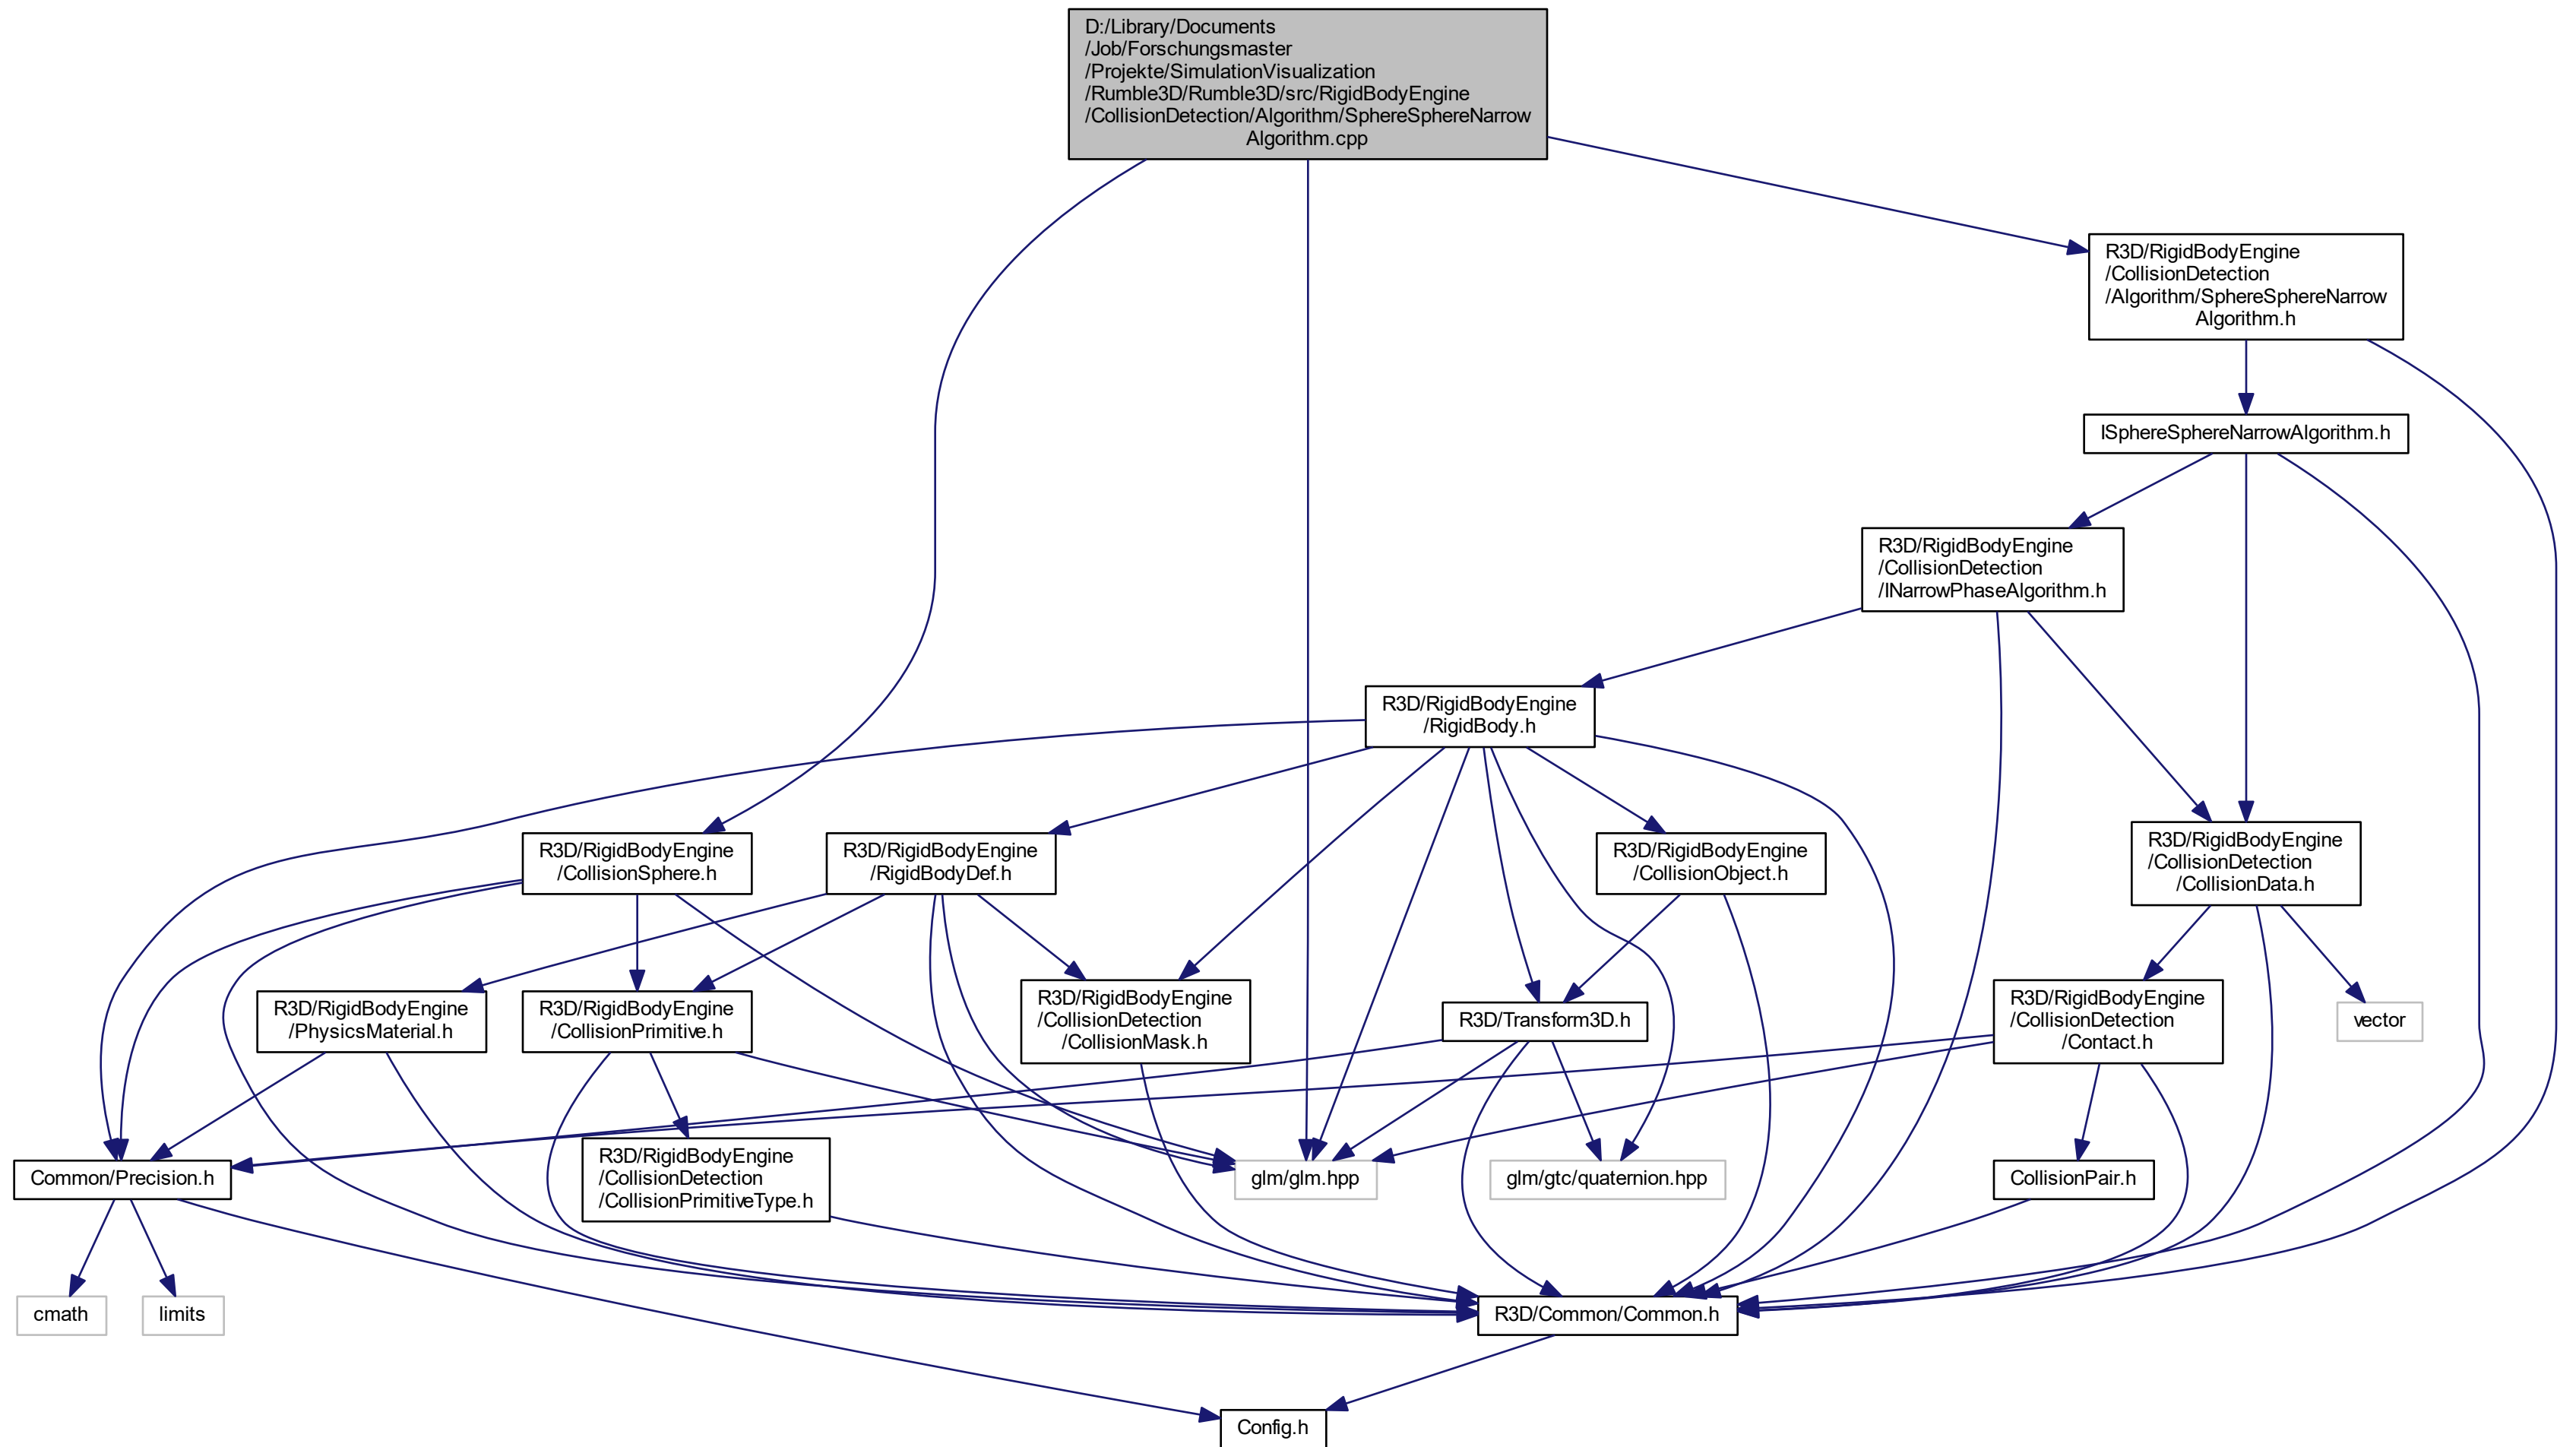 D:/Library/Documents
/Job/Forschungsmaster
/Projekte/SimulationVisualization
/Rumble3D/Rumble3D/src/RigidBodyEngine
/CollisionDetection/Algorithm/SphereSphereNarrow
Algorithm.cpp
R3D/RigidBodyEngine
/CollisionDetection
/Algorithm/SphereSphereNarrow
Algorithm.h
ISphereSphereNarrowAlgorithm.h
R3D/RigidBodyEngine
/CollisionDetection
/INarrowPhaseAlgorithm.h
R3D/RigidBodyEngine
/RigidBody.h
R3D/RigidBodyEngine
/CollisionSphere.h
R3D/RigidBodyEngine
/RigidBodyDef.h
R3D/RigidBodyEngine
/CollisionObject.h
R3D/RigidBodyEngine
/CollisionDetection
/CollisionData.h
R3D/RigidBodyEngine
/PhysicsMaterial.h
R3D/RigidBodyEngine
/CollisionPrimitive.h
R3D/RigidBodyEngine
/CollisionDetection
/CollisionMask.h
R3D/Transform3D.h
R3D/RigidBodyEngine
/CollisionDetection
/Contact.h
vector
Common/Precision.h
R3D/RigidBodyEngine
/CollisionDetection
/CollisionPrimitiveType.h
glm/glm.hpp
glm/gtc/quaternion.hpp
CollisionPair.h
cmath
limits
R3D/Common/Common.h
Config.h